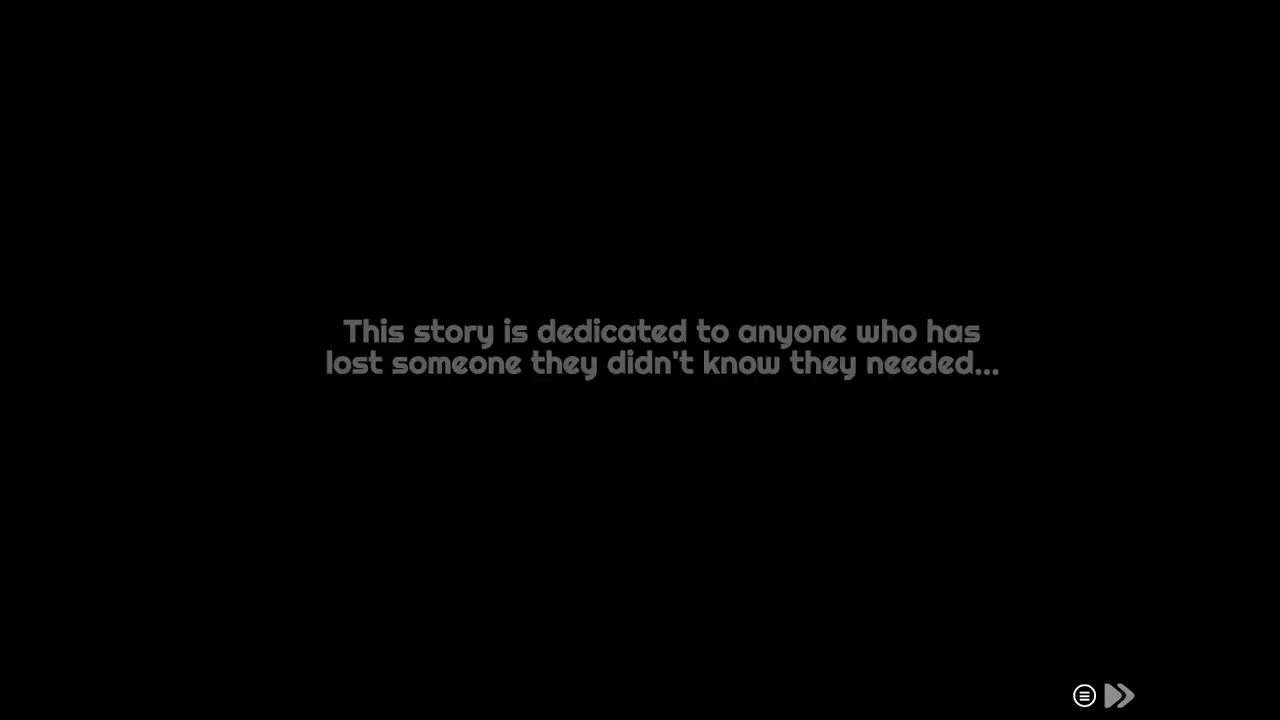 This story is dedicated to anyone who has
lost someone they didn't know they needed...